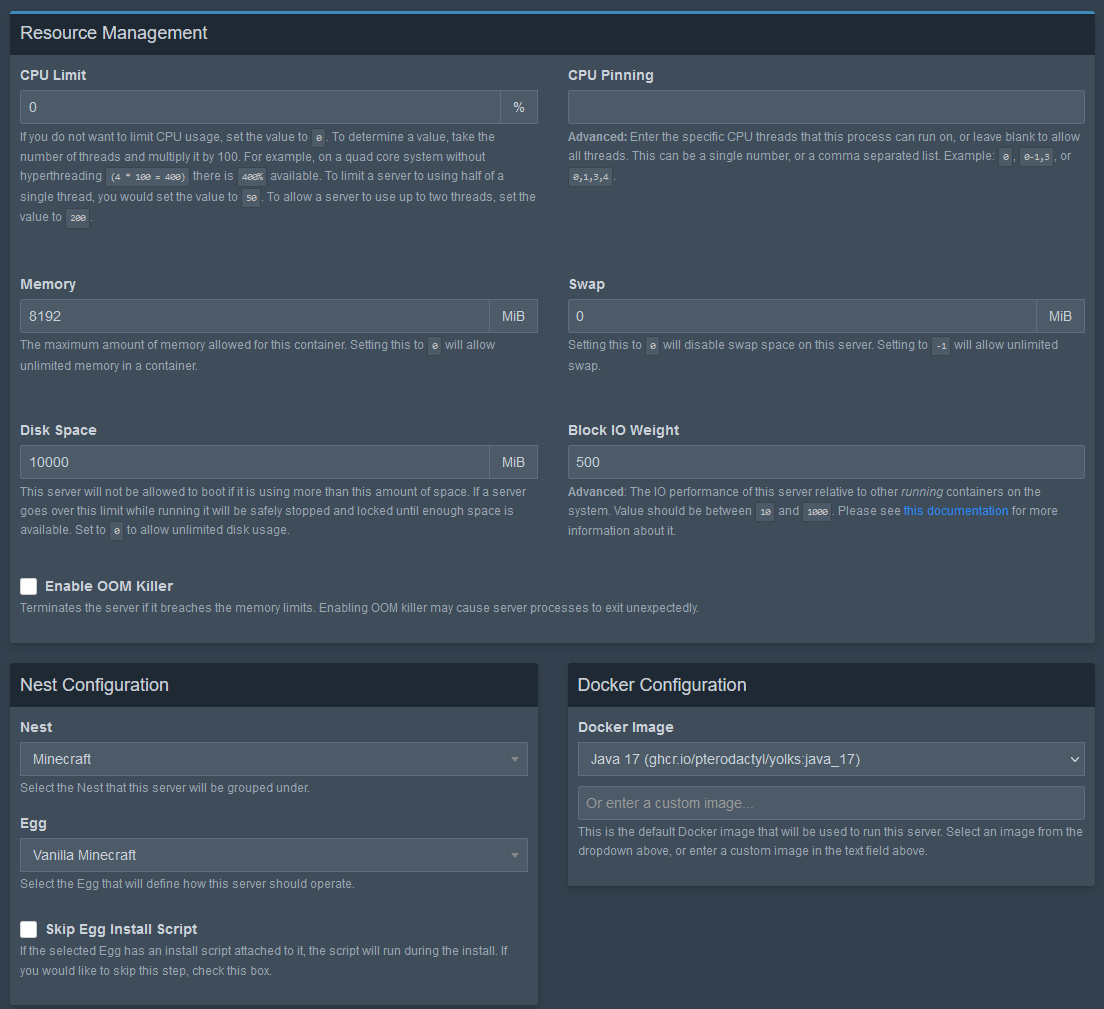 Resource Management
CPU Limit
0 %
If you do not want to limit CPU usage, set the value to 0. To determine a value, take the
number of threads and multiply it by 100. For example, on a quad core system without
hyperthreading (4 * 100 = 400) there is 400% available. To limit a server to using half of a
single thread, you would set the value to 50. To allow a server to use up to two threads, set the
value to 200.
CPU Pinning
Advanced: Enter the specific CPU threads that this process can run on, or leave blank to allow
all threads. This can be a single number, or a comma separated list. Example: 0, 0-1,3, or
0,1,3,4.
Memory
8192 MiB
The maximum amount of memory allowed for this container. Setting this to 0 will allow
unlimited memory in a container.
Swap
0 MiB
Setting this to 0 will disable swap space on this server. Setting to -1 will allow unlimited
swap.
Disk Space
10000 MiB
This server will not be allowed to boot if it is using more than this amount of space. If a server
goes over this limit while running it will be safely stopped and locked until enough space is
available. Set to 0 to allow unlimited disk usage.
Block IO Weight
500
Advanced: The IO performance of this server relative to other running containers on the
system. Value should be between 10 and 1000. Please see this documentation for more
information about it.
Enable OOM Killer
Terminates the server if it breaches the memory limits. Enabling OOM killer may cause server processes to exit unexpectedly.
Nest Configuration
Nest
Minecraft
Select the Nest that this server will be grouped under.
Egg
Vanilla Minecraft
Select the Egg that will define how this server should operate.
Skip Egg Install Script
If the selected Egg has an install script attached to it, the script will run during the install. If
you would like to skip this step, check this box.
Docker Configuration
Docker Image
Java 17 (ghcr.io/pterodactyl/yolks:java_17)
Or enter a custom image...
This is the default Docker image that will be used to run this server. Select an image from the
dropdown above, or enter a custom image in the text field above.